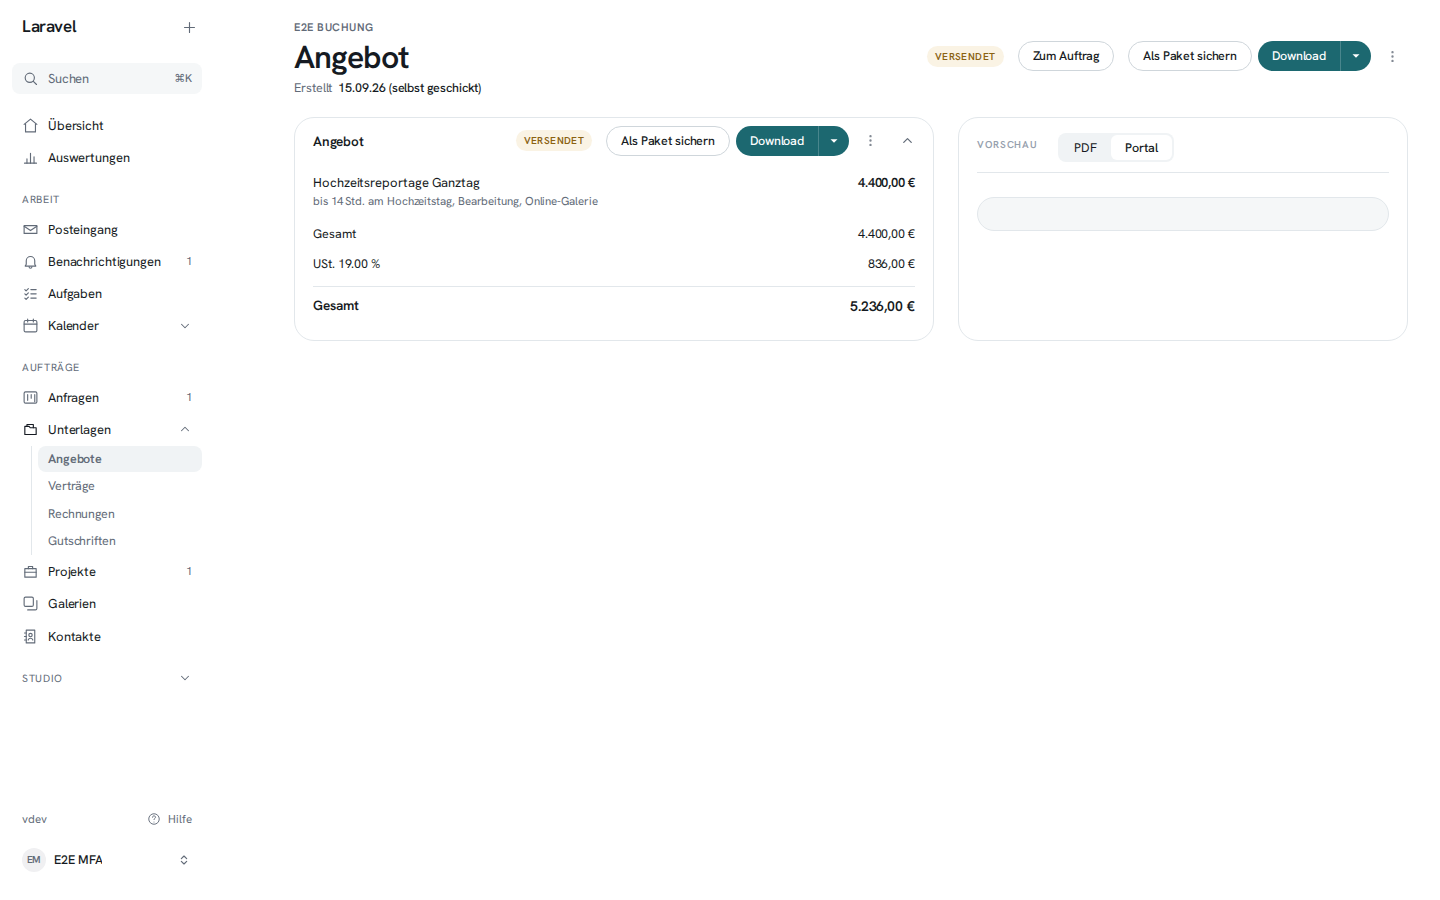 Laravel
Suchen ⌘K
Übersicht
Auswertungen
ARBEIT
Posteingang
Benachrichtigungen 1
Aufgaben
Kalender
AUFTRÄGE
Anfragen 1
Unterlagen
Angebote
Verträge
Rechnungen
Gutschriften
Projekte 1
Galerien
Kontakte
STUDIO
vdev Hilfe
EM E2E MFA
E2E BUCHUNG
Angebot
Erstellt 15.09.26 (selbst geschickt)
VERSENDET Zum Auftrag Als Paket sichern Download
Angebot VERSENDET Als Paket sichern Download
Hochzeitsreportage Ganztag 4.400,00 €
bis 14 Std. am Hochzeitstag, Bearbeitung, Online-Galerie
Gesamt 4.400,00 €
USt. 19.00 % 836,00 €
Gesamt 5.236,00 €
VORSCHAU PDF Portal